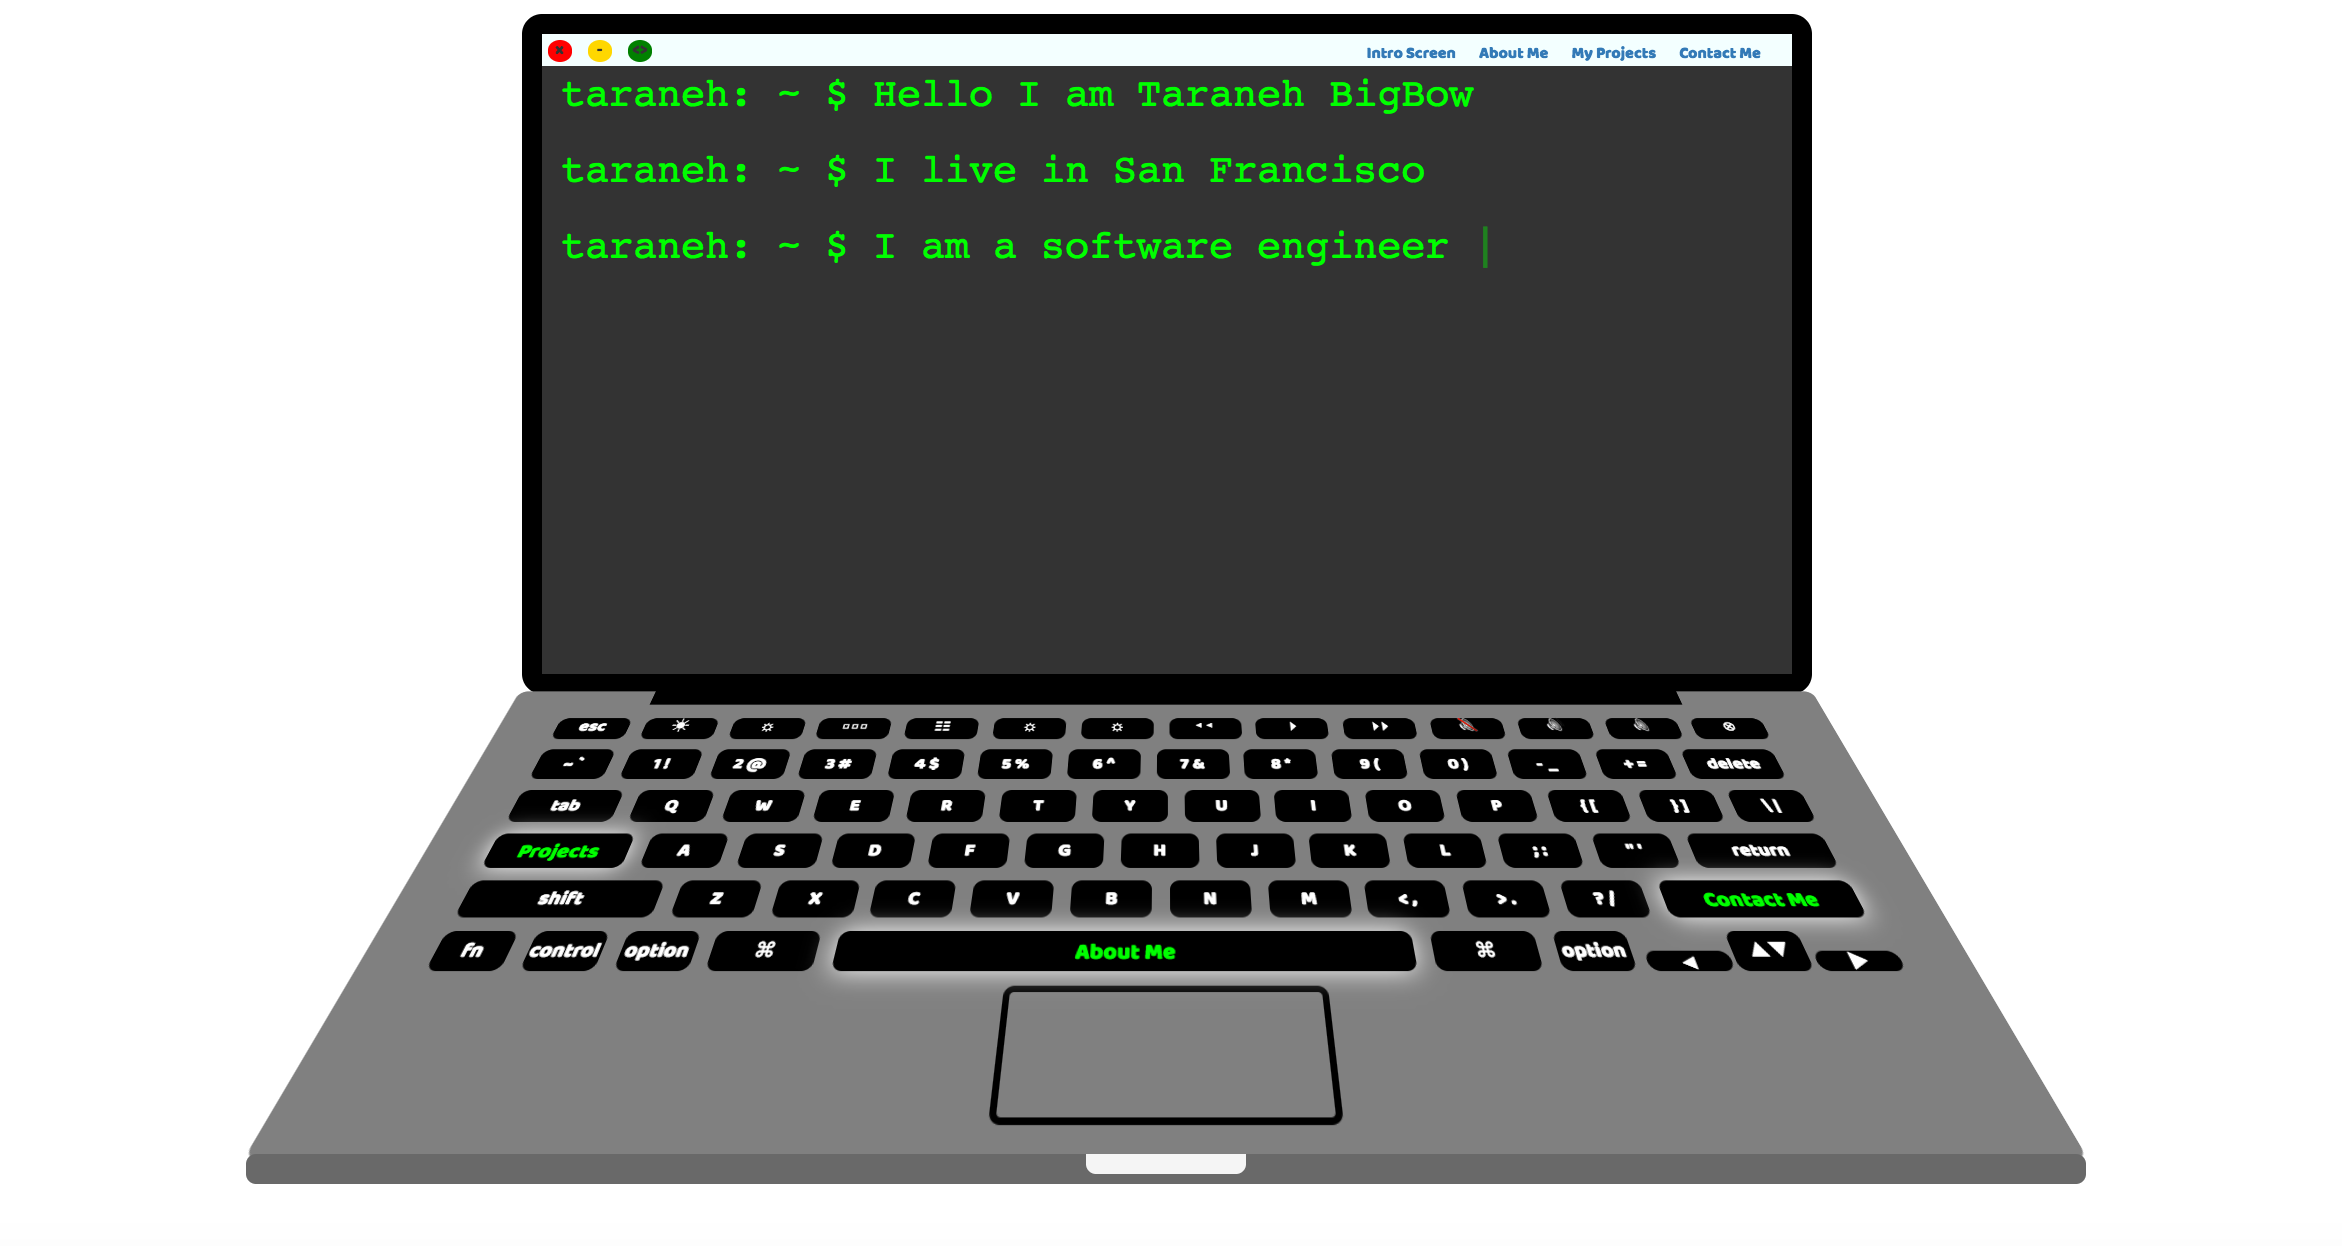 x - <> Intro Screen About Me My Projects Contact Me
taraneh: ~ $ Hello I am Taraneh BigBow
taraneh: ~ $ I live in San Francisco
taraneh: ~ $ I am a software engineer |
esc
~ ` 1 ! 2 @ 3 # 4 $ 5 % 6 ^ 7 & 8 * 9 ( 0 ) - _ + = delete
tab Q W E R T Y U I O P { [ } ] \ |
Projects A S D F G H J K L ; : " ' return
shift Z X C V B N M < , > . ? | Contact Me
fn control option ⌘ About Me ⌘ option